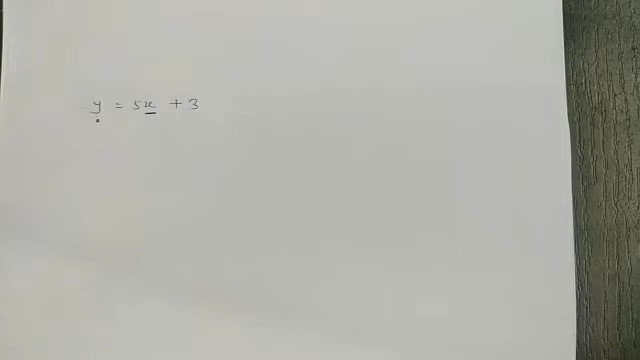 y = 5x + 3